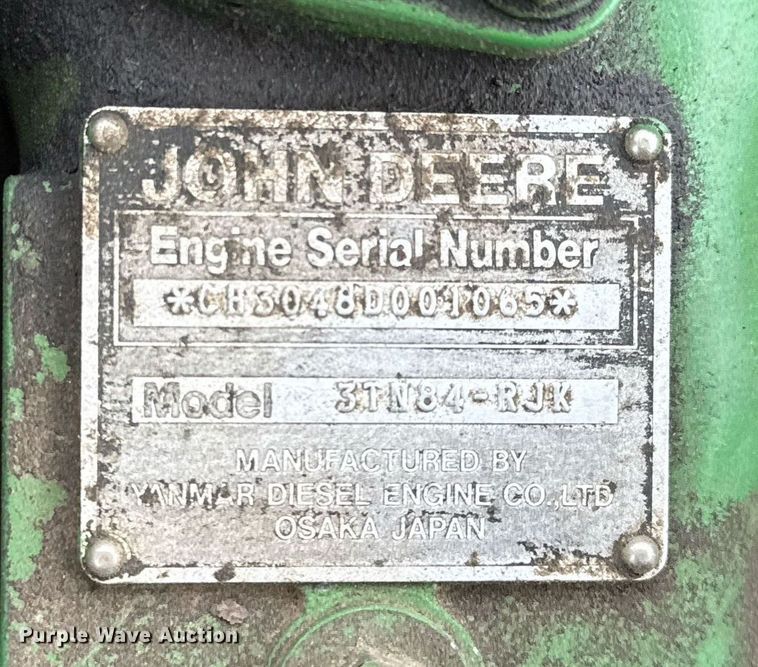 JOHN DEERE
Engine Serial Number
*CH3048D001065*
Model 3TN84-RJK
MANUFACTURED BY
YANMAR DIESEL ENGINE CO.,LTD
OSAKA JAPAN
Purple Wave Auction